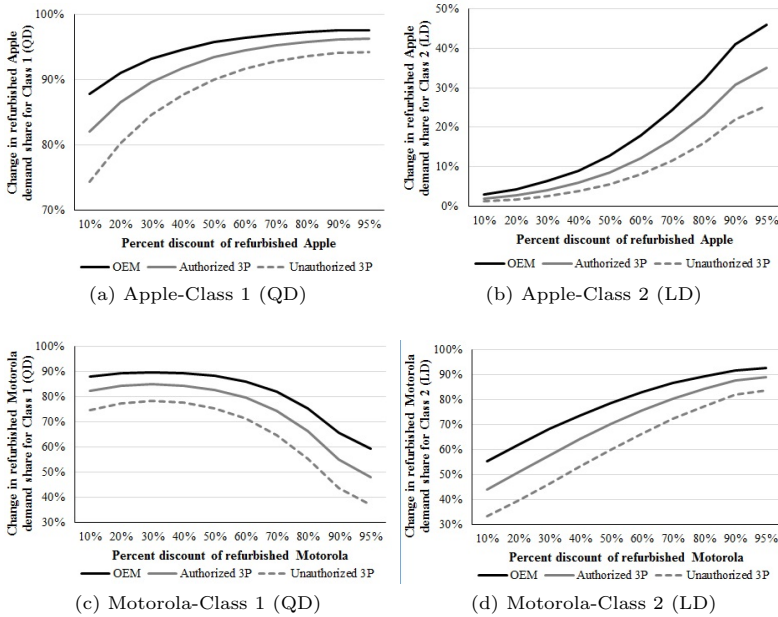 Change in refurbished Apple
demand share for Class 1 (QD)
100%
90%
80%
70%
10% 20% 30% 40% 50% 60% 70% 80% 90% 95%
Percent discount of refurbished Apple
OEM Authorized 3P Unauthorized 3P
(a) Apple-Class 1 (QD)
Change in refurbished Apple
demand share for Class 2 (LD)
50%
40%
30%
20%
10%
0%
10% 20% 30% 40% 50% 60% 70% 80% 90% 95%
Percent discount of refurbished Apple
OEM Authorized 3P Unauthorized 3P
(b) Apple-Class 2 (LD)
Change in refurbished Motorola
demand share for Class 1 (QD)
100%
90%
80%
70%
60%
50%
40%
30%
10% 20% 30% 40% 50% 60% 70% 80% 90% 95%
Percent discount of refurbished Motorola
OEM Authorized 3P Unauthorized 3P
(c) Motorola-Class 1 (QD)
Change in refurbished Motorola
demand share for Class 2 (LD)
100%
90%
80%
70%
60%
50%
40%
30%
10% 20% 30% 40% 50% 60% 70% 80% 90% 95%
Percent discount of refurbished Motorola
OEM Authorized 3P Unauthorized 3P
(d) Motorola-Class 2 (LD)